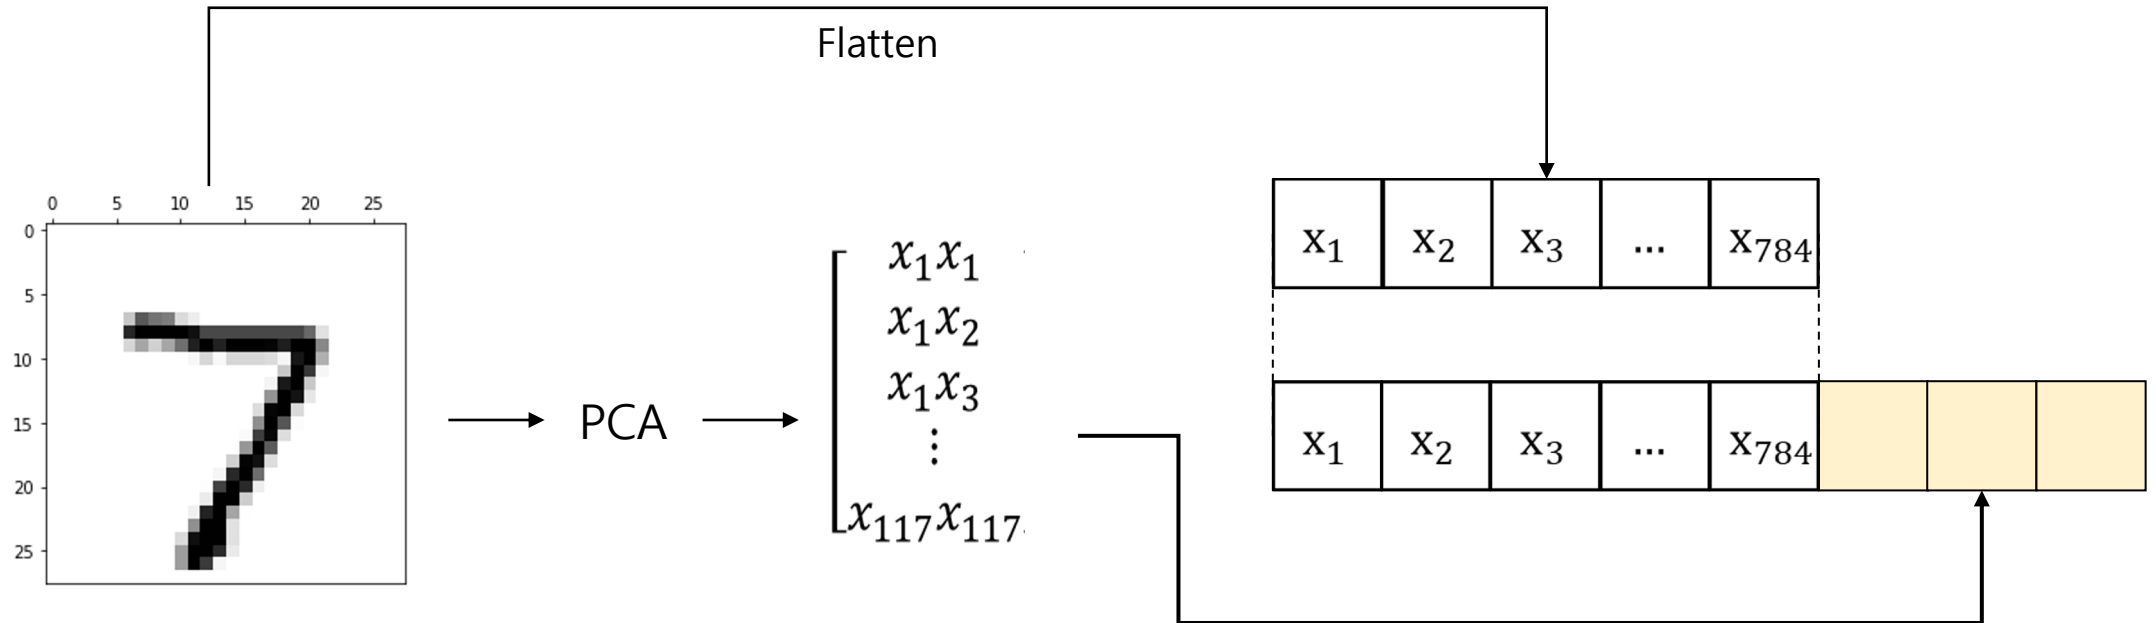 Flatten
0 5 10 15 20 25
0
5
10
15
20
25
PCA
x₁x₁
x₁x₂
x₁x₃
⋮
x₁₁₇x₁₁₇
x₁ x₂ x₃ ... x₇₈₄
x₁ x₂ x₃ ... x₇₈₄